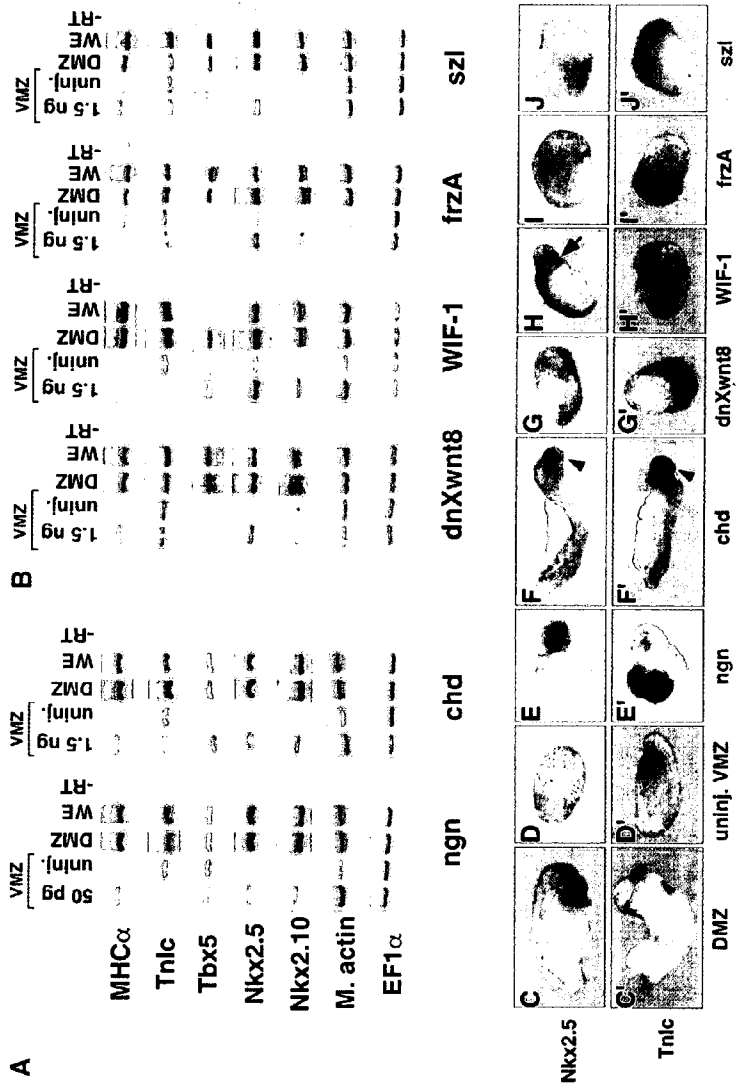 A
VMZ
50 pg
uninj.
DMZ
WE
-RT
VMZ
1.5 ng
uninj.
DMZ
WE
-RT
MHCα
TnIc
Tbx5
Nkx2.5
Nkx2.10
M. actin
EF1α
ngn
chd
B
VMZ
1.5 ng
uninj.
DMZ
WE
-RT
VMZ
1.5 ng
uninj.
DMZ
WE
-RT
VMZ
1.5 ng
uninj.
DMZ
WE
-RT
VMZ
1.5 ng
uninj.
DMZ
WE
-RT
dnXwnt8
WIF-1
frzA
szl
Nkx2.5
C
D
E
F
G
H
I
J
TnIc
C'
D'
E'
F'
G'
H'
I'
J'
DMZ
uninj. VMZ
ngn
chd
dnXwnt8
WIF-1
frzA
szl